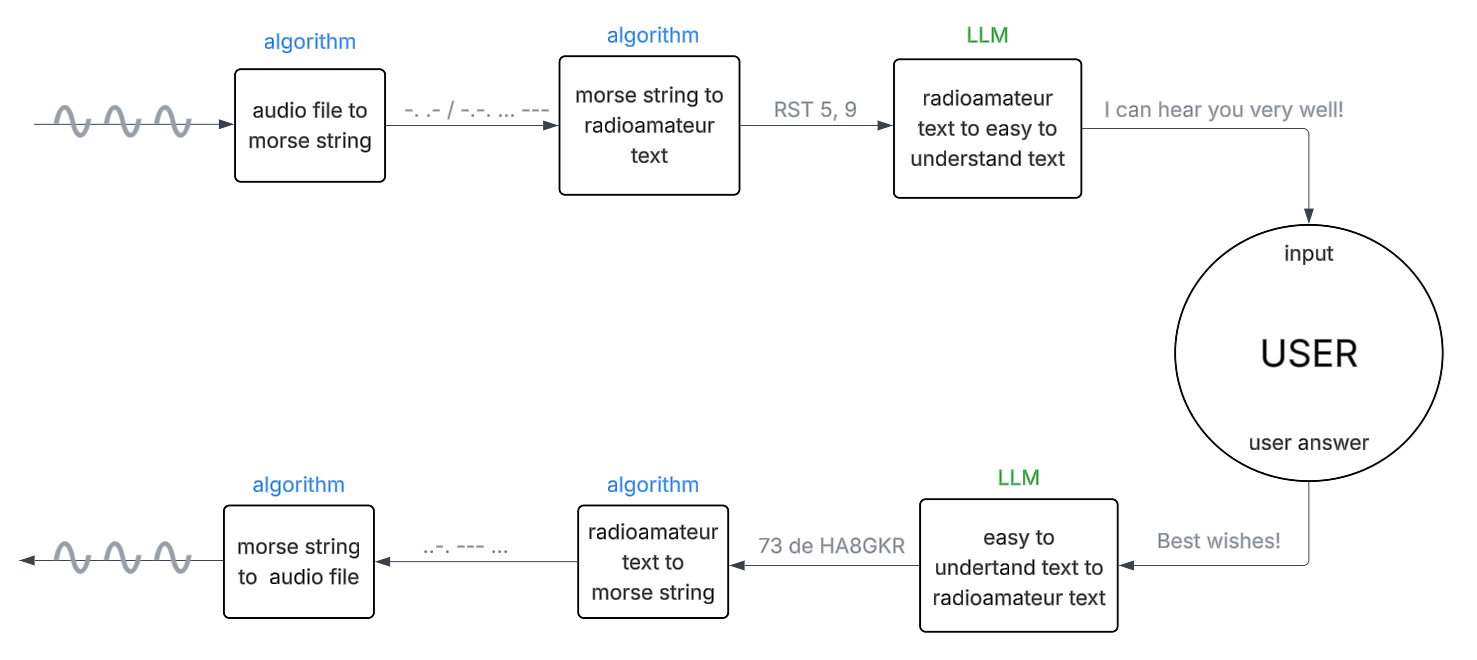 algorithm
audio file to
morse string
-. .- / -.-. ... ---
algorithm
morse string to
radioamateur
text
RST 5, 9
LLM
radioamateur
text to easy to
understand text
I can hear you very well!
input
USER
user answer
Best wishes!
LLM
easy to
undertand text to
radioamateur text
73 de HA8GKR
algorithm
radioamateur
text to
morse string
..-. --- ...
algorithm
morse string
to audio file